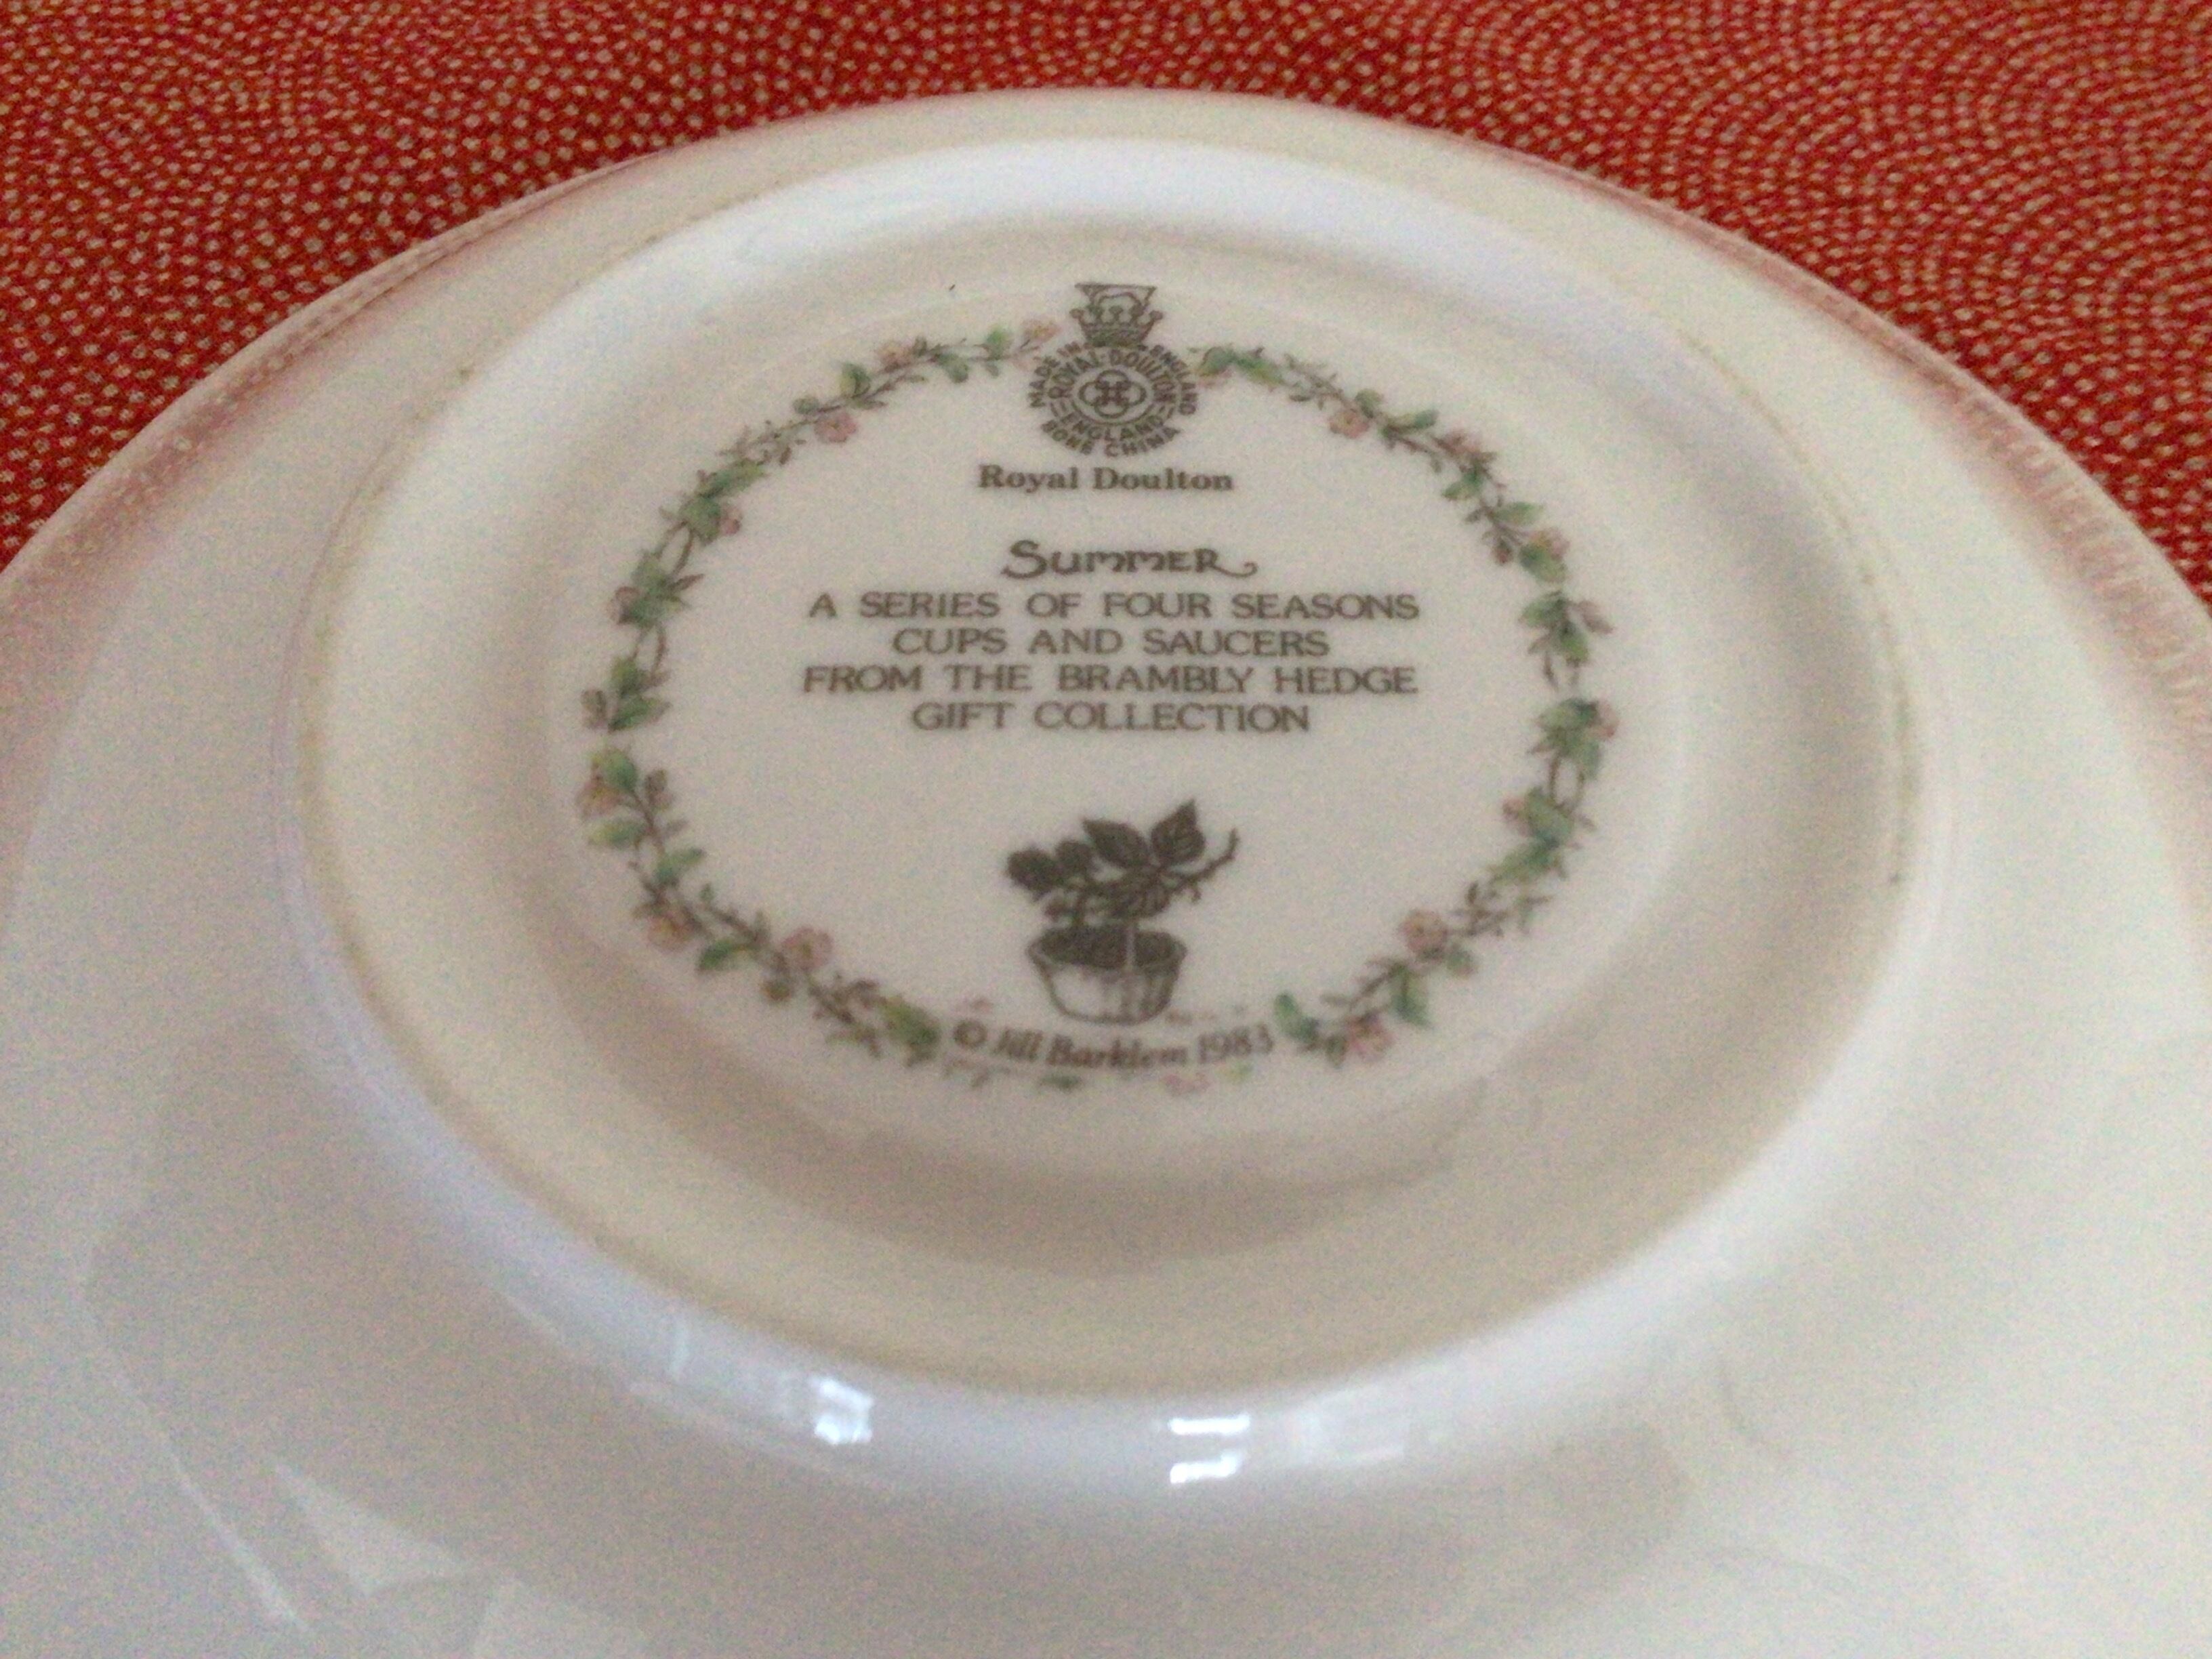 MADE IN ENGLAND
ROYAL DOULTON
ENGLAND
BONE CHINA
Royal Doulton
SUMMER
A SERIES OF FOUR SEASONS
CUPS AND SAUCERS
FROM THE BRAMBLY HEDGE
GIFT COLLECTION
© Jill Barklem 1983